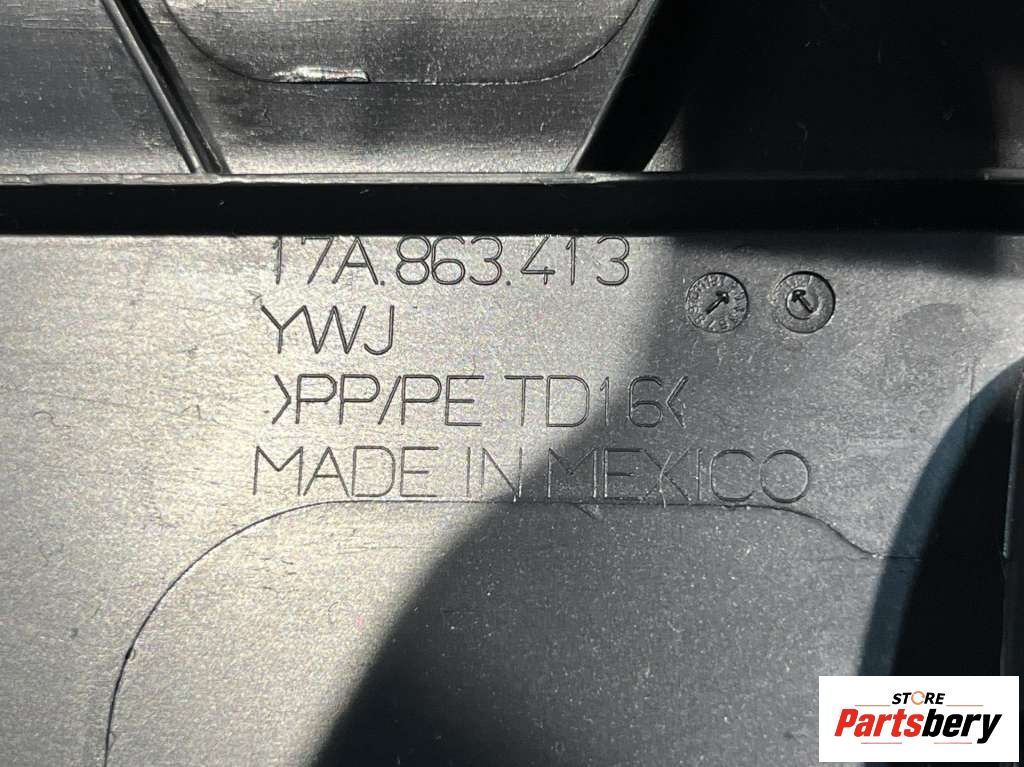 17A.863.413
YWJ
>PP/PE TD16<
MADE IN MEXICO
STORE
Partsbery